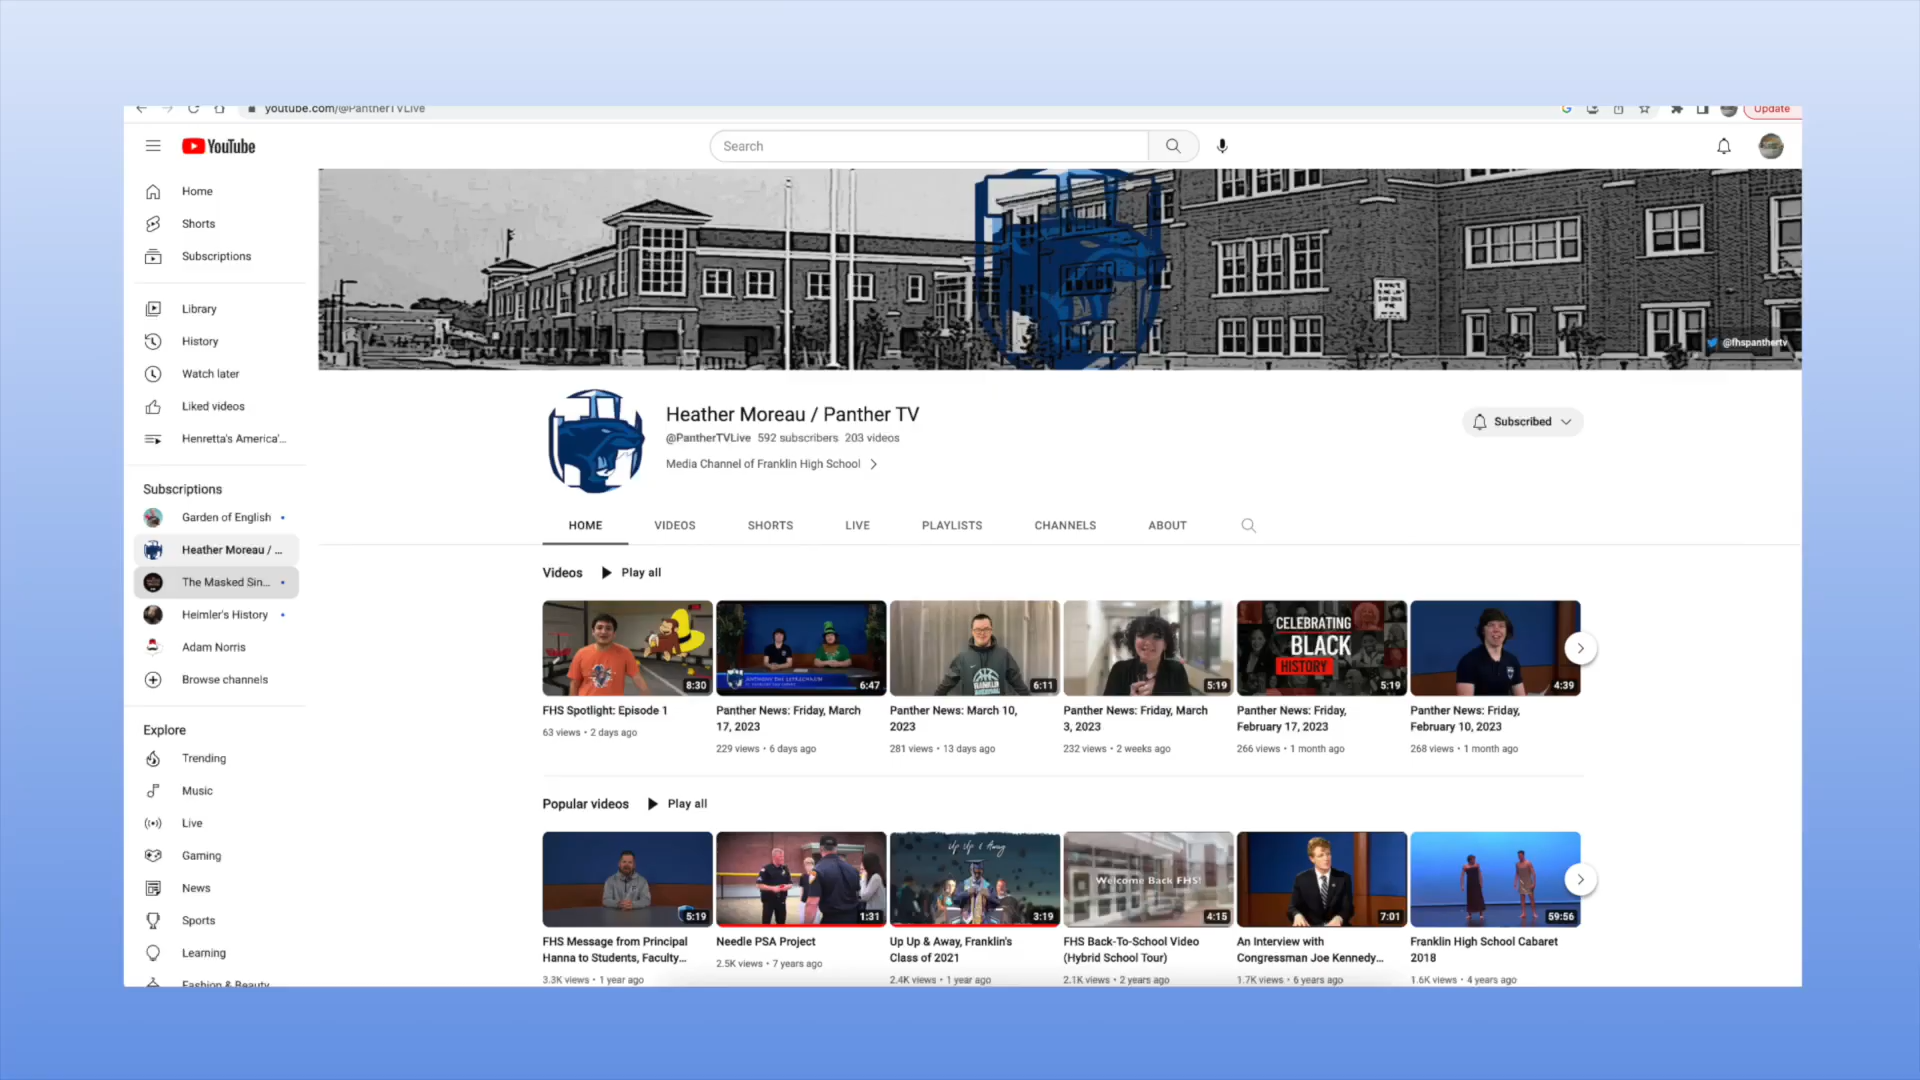 youtube.com/@PantherTVLive
Update
YouTube
Search
Home
Shorts
Subscriptions
Library
History
Watch later
Liked videos
Henretta's America'...
Subscriptions
Garden of English
Heather Moreau / ...
The Masked Sin...
Heimler's History
Adam Norris
Browse channels
Explore
Trending
Music
Live
Gaming
News
Sports
Learning
Fashion & Beauty
@fhspanthertv
Heather Moreau / Panther TV
@PantherTVLive 592 subscribers 203 videos
Media Channel of Franklin High School
Subscribed
HOME VIDEOS SHORTS LIVE PLAYLISTS CHANNELS ABOUT
Videos Play all
8:30
FHS Spotlight: Episode 1
63 views • 2 days ago
6:47
Panther News: Friday, March
17, 2023
229 views • 6 days ago
FRANKLIN
6:11
Panther News: March 10,
2023
281 views • 13 days ago
5:19
Panther News: Friday, March
3, 2023
232 views • 2 weeks ago
CELEBRATING
BLACK
HISTORY
5:19
Panther News: Friday,
February 17, 2023
266 views • 1 month ago
4:39
Panther News: Friday,
February 10, 2023
268 views • 1 month ago
Popular videos Play all
5:19
FHS Message from Principal
Hanna to Students, Faculty...
3.3K views • 1 year ago
1:31
Needle PSA Project
2.5K views • 7 years ago
Up Up & Away
3:19
Up Up & Away, Franklin's
Class of 2021
2.4K views • 1 year ago
Welcome Back FHS!
4:15
FHS Back-To-School Video
(Hybrid School Tour)
2.1K views • 2 years ago
7:01
An Interview with
Congressman Joe Kennedy...
1.7K views • 6 years ago
59:56
Franklin High School Cabaret
2018
1.6K views • 4 years ago